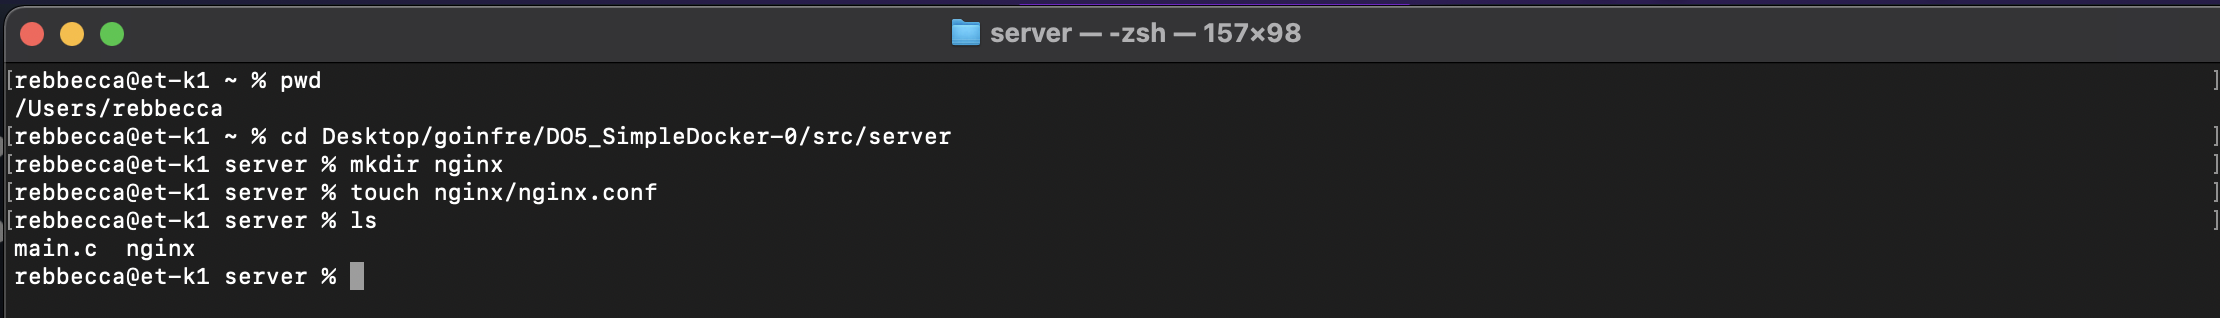 server — -zsh — 157×98
[rebbecca@et-k1 ~ % pwd ]
/Users/rebbecca
[rebbecca@et-k1 ~ % cd Desktop/goinfre/DO5_SimpleDocker-0/src/server ]
[rebbecca@et-k1 server % mkdir nginx ]
[rebbecca@et-k1 server % touch nginx/nginx.conf ]
[rebbecca@et-k1 server % ls ]
main.c  nginx
rebbecca@et-k1 server %